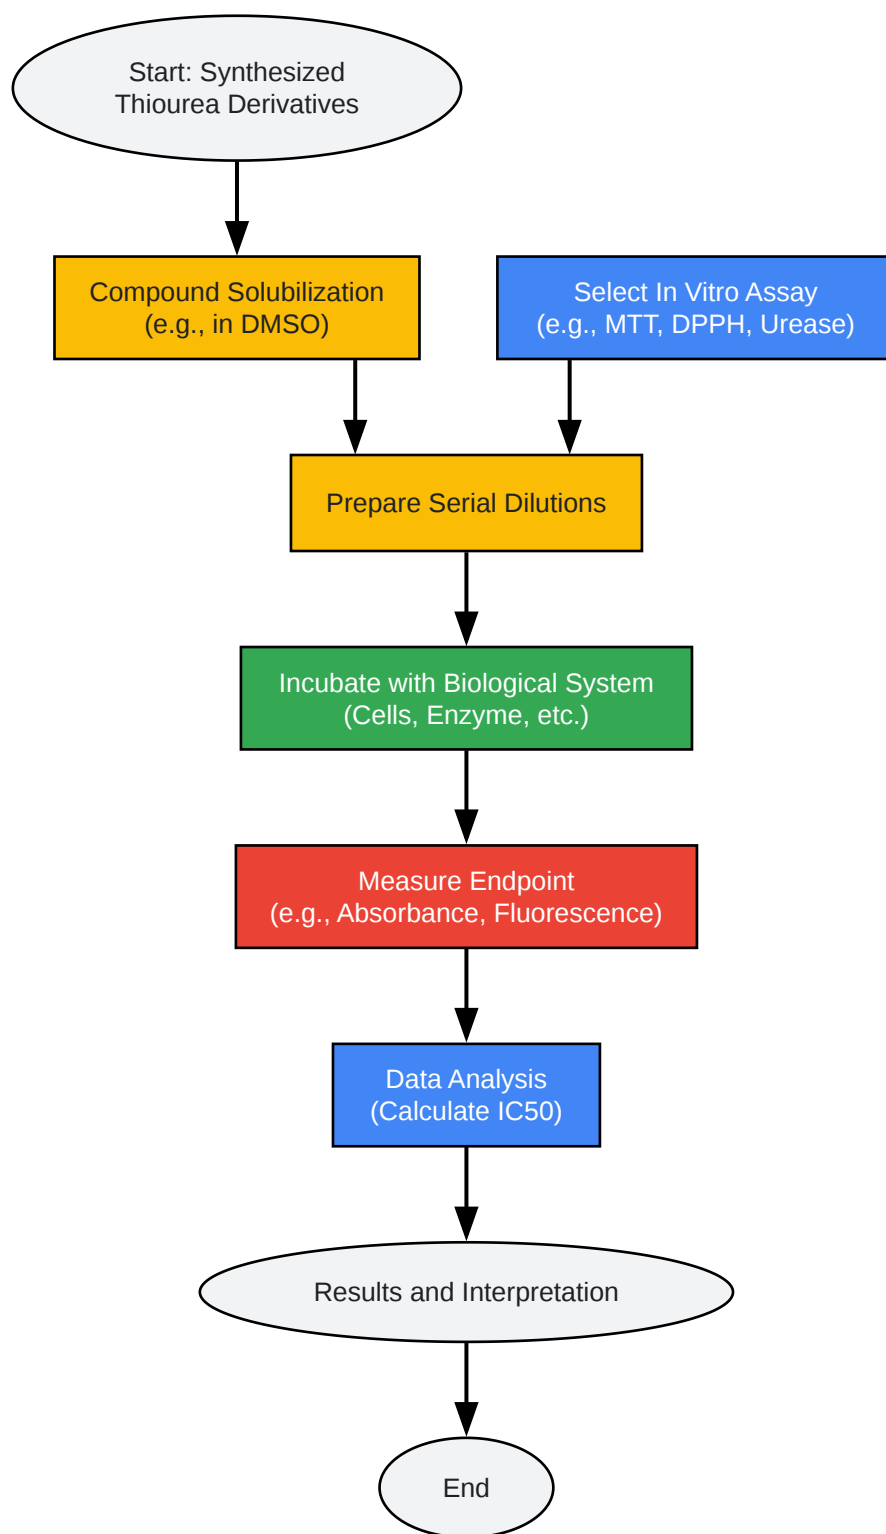 Start: Synthesized
Thiourea Derivatives
Compound Solubilization
(e.g., in DMSO)
Select In Vitro Assay
(e.g., MTT, DPPH, Urease)
Prepare Serial Dilutions
Incubate with Biological System
(Cells, Enzyme, etc.)
Measure Endpoint
(e.g., Absorbance, Fluorescence)
Data Analysis
(Calculate IC50)
Results and Interpretation
End